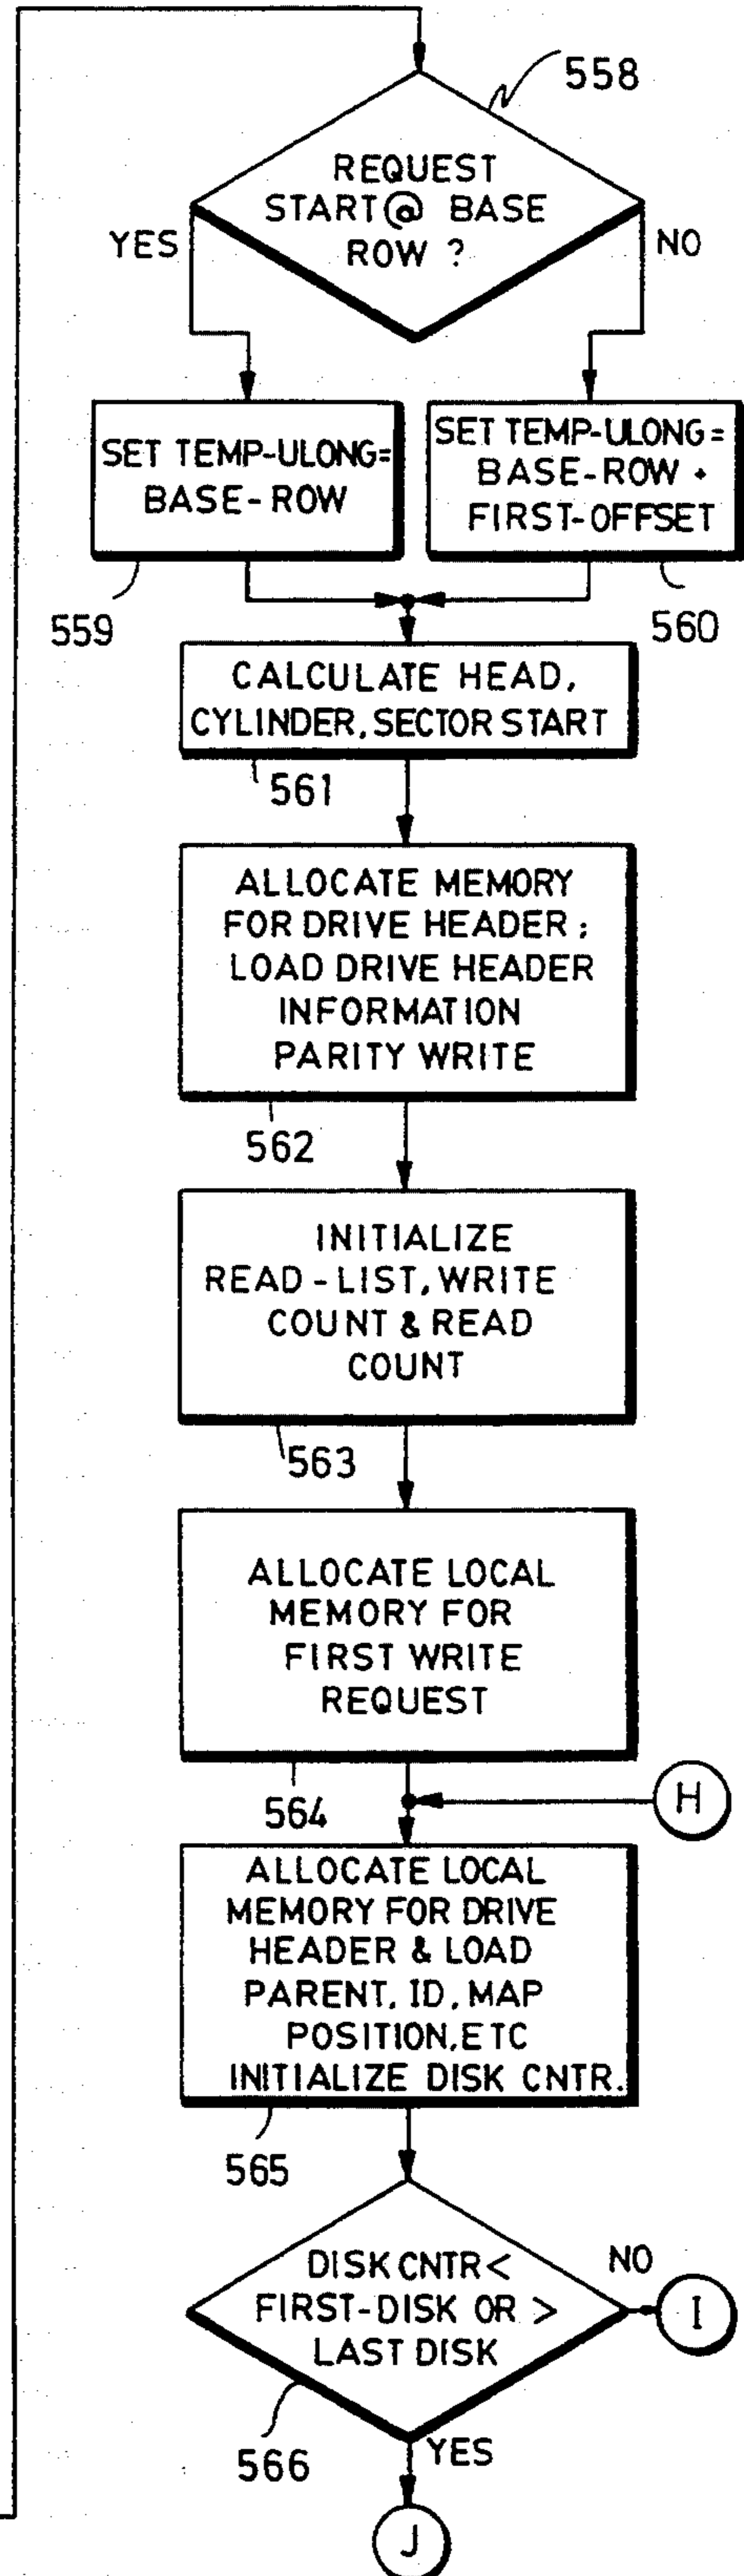 558
REQUEST
START@ BASE
ROW ?
YES
NO
SET TEMP-ULONG=
BASE-ROW
SET TEMP-ULONG=
BASE-ROW +
FIRST-OFFSET
559
560
CALCULATE HEAD,
CYLINDER, SECTOR START
561
ALLOCATE MEMORY
FOR DRIVE HEADER ;
LOAD DRIVE HEADER
INFORMATION
PARITY WRITE
562
INITIALIZE
READ-LIST, WRITE
COUNT & READ
COUNT
563
ALLOCATE LOCAL
MEMORY FOR
FIRST WRITE
REQUEST
564
H
ALLOCATE LOCAL
MEMORY FOR DRIVE
HEADER & LOAD
PARENT, ID, MAP
POSITION, ETC
INITIALIZE DISK CNTR.
565
DISK CNTR <
FIRST-DISK OR >
LAST DISK
NO
I
566
YES
J